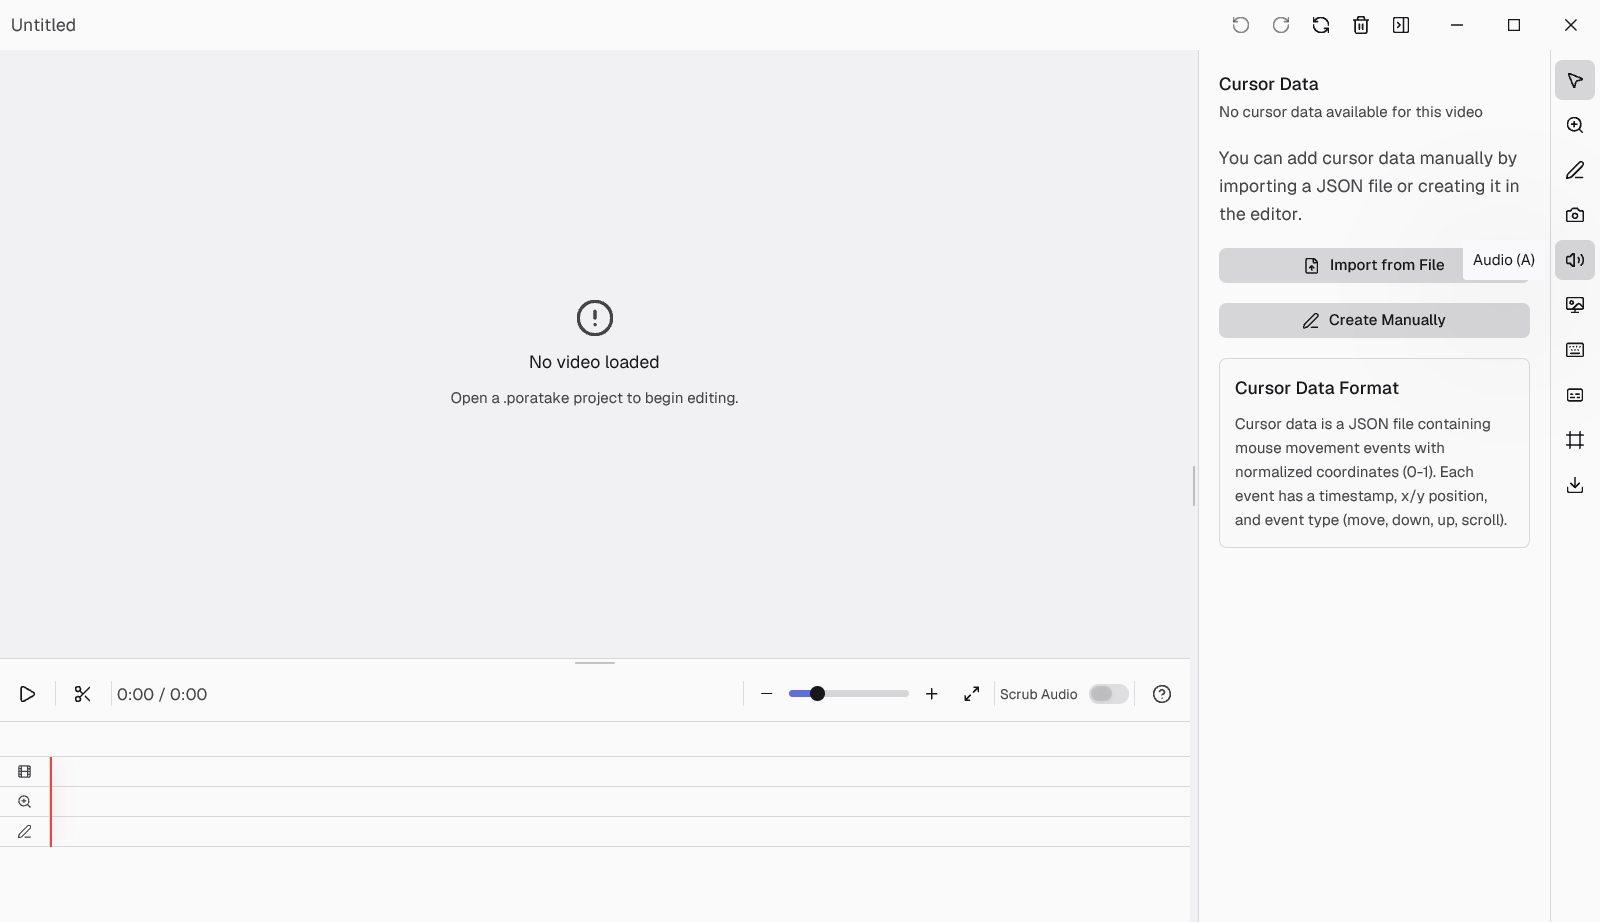 Untitled
Cursor Data
No cursor data available for this video
You can add cursor data manually by
importing a JSON file or creating it in
the editor.
Import from File
Audio (A)
Create Manually
Cursor Data Format
Cursor data is a JSON file containing
mouse movement events with
normalized coordinates (0-1). Each
event has a timestamp, x/y position,
and event type (move, down, up, scroll).
No video loaded
Open a .poratake project to begin editing.
0:00 / 0:00
Scrub Audio